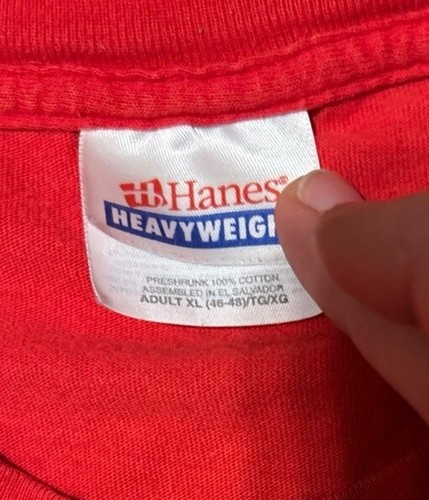 Hanes®
HEAVYWEIGH
PRESHRUNK 100% COTTON
ASSEMBLED IN EL SALVADOR
ADULT XL (46-48)/TG/XG